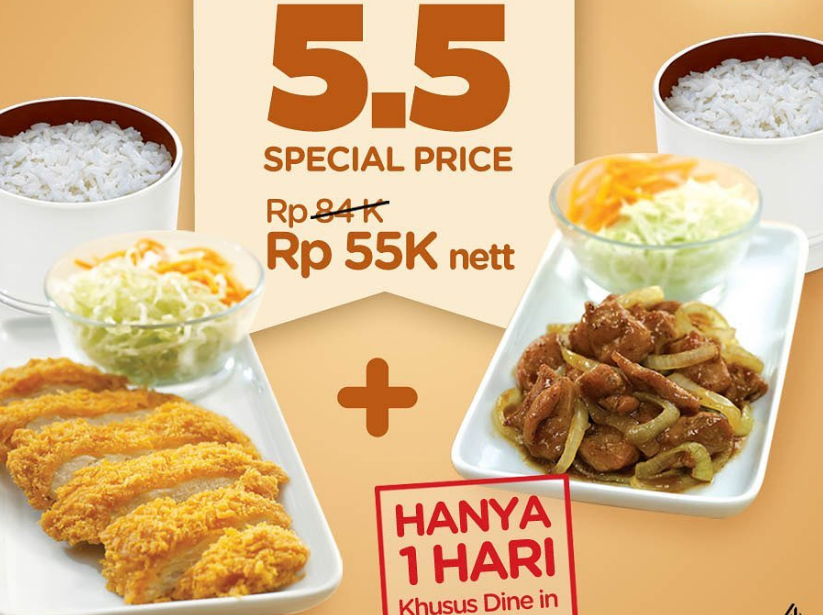 5.5
SPECIAL PRICE
Rp 84 K
Rp 55K nett
+
HANYA
1 HARI
Khusus Dine in